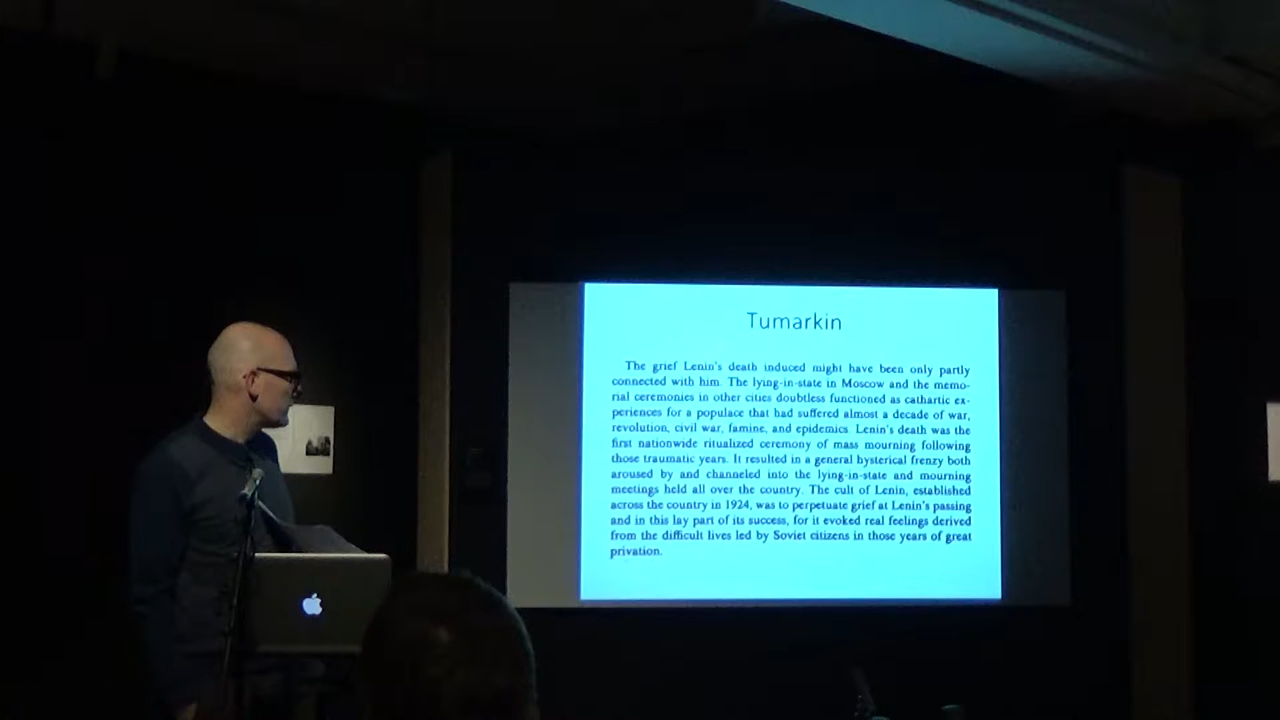 Tumarkin
The grief Lenin's death induced might have been only partly
connected with him. The lying-in-state in Moscow and the memo-
rial ceremonies in other cities doubtless functioned as cathartic ex-
periences for a populace that had suffered almost a decade of war,
revolution, civil war, famine, and epidemics. Lenin's death was the
first nationwide ritualized ceremony of mass mourning following
those traumatic years. It resulted in a general hysterical frenzy both
aroused by and channeled into the lying-in-state and mourning
meetings held all over the country. The cult of Lenin, established
across the country in 1924, was to perpetuate grief at Lenin's passing
and in this lay part of its success, for it evoked real feelings derived
from the difficult lives led by Soviet citizens in those years of great
privation.